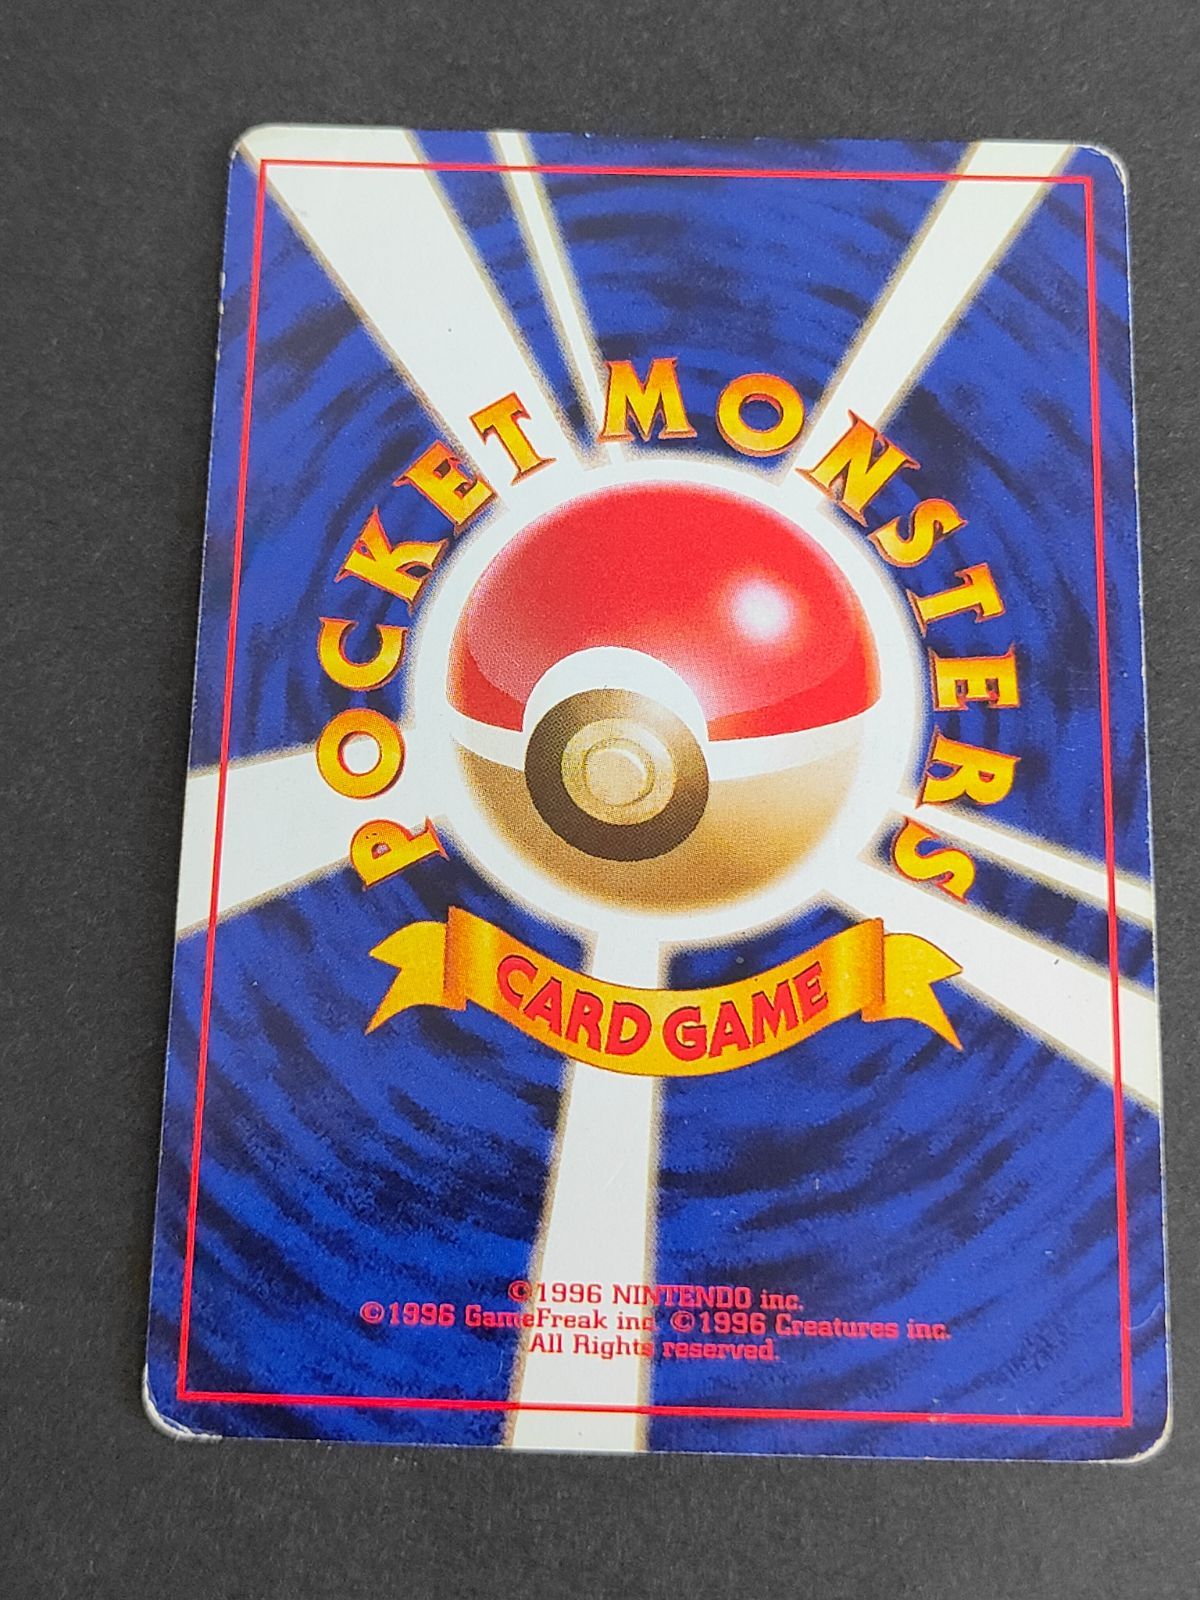 POCKET MONSTERS
CARD GAME
©1996 NINTENDO inc.
©1996 GameFreak inc. ©1996 Creatures inc.
All Rights reserved.